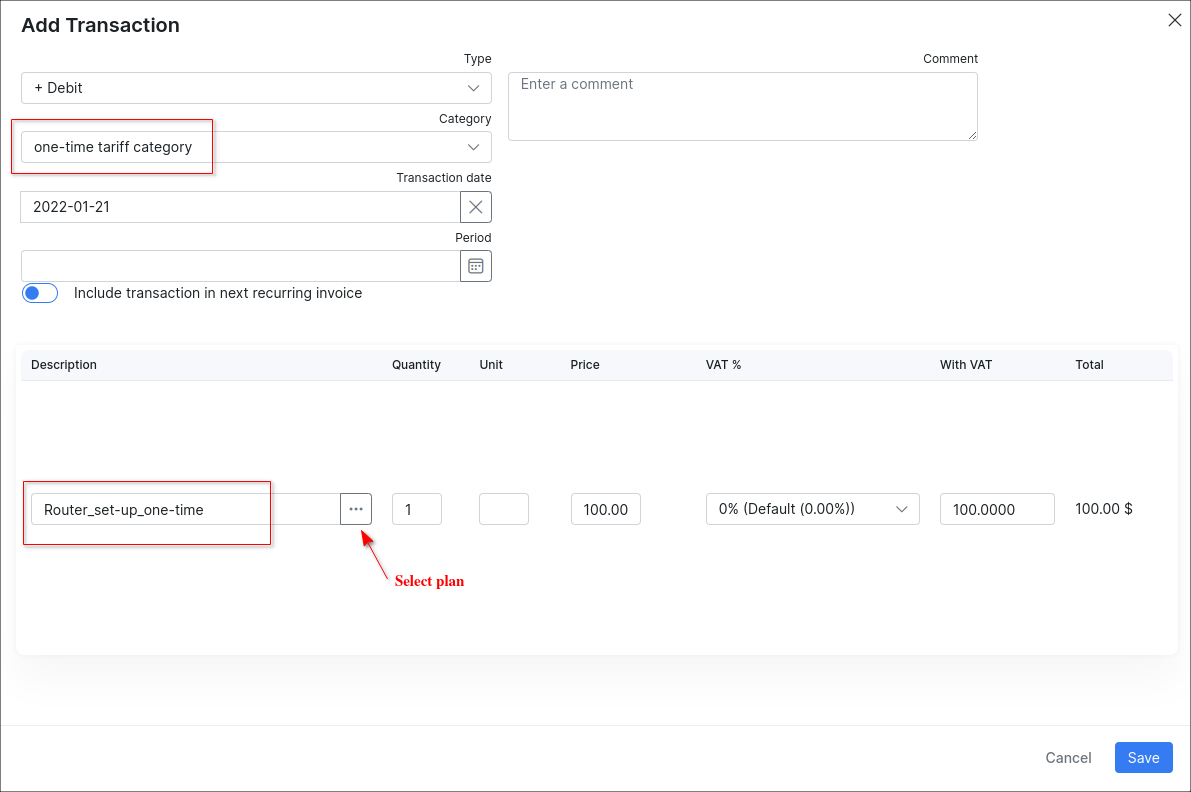 Add Transaction
Type
+ Debit
Category
one-time tariff category
Transaction date
2022-01-21
Period
Include transaction in next recurring invoice
Comment
Enter a comment
Description Quantity Unit Price VAT % With VAT Total
Router_set-up_one-time ... 1 100.00 0% (Default (0.00%)) 100.0000 100.00 $
Select plan
Cancel Save